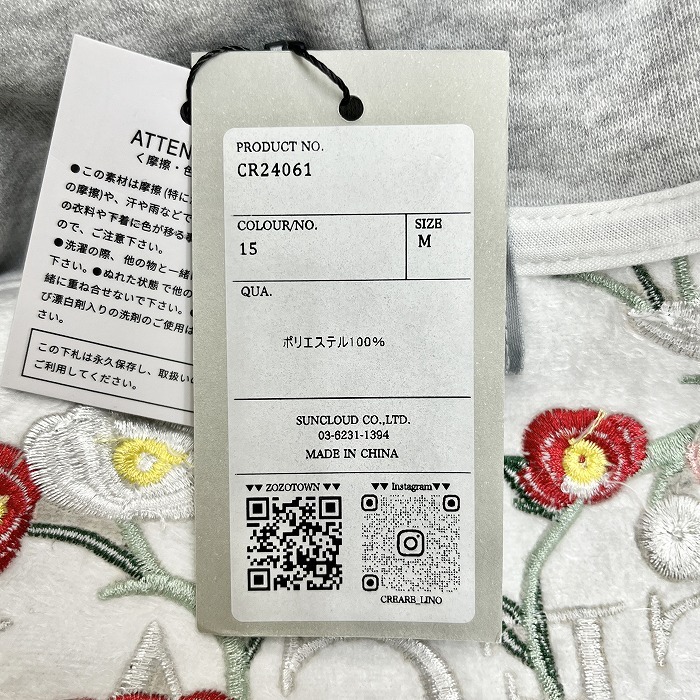 ATTEN
く摩擦・色
●この素材は摩擦(特に
の摩擦)や、汗や雨などで
の衣料や下着に色が移る事
ので、ご注意下さい。
●洗濯の際、他の物と一緒に
下さい。●ぬれた状態で他の
緒に重ね合せないで下さい。●
び漂白剤入りの洗剤のご使用は
さい。
この下札は永久保存し、取扱いの
ご利用してください。
PRODUCT NO.
CR24061
COLOUR/NO.
15
SIZE
M
QUA.
ポリエステル100%
SUNCLOUD CO.,LTD.
03-6231-1394
MADE IN CHINA
▼▼ ZOZOTOWN ▼▼
▼▼ Instagram▼▼
CREARE_LINO